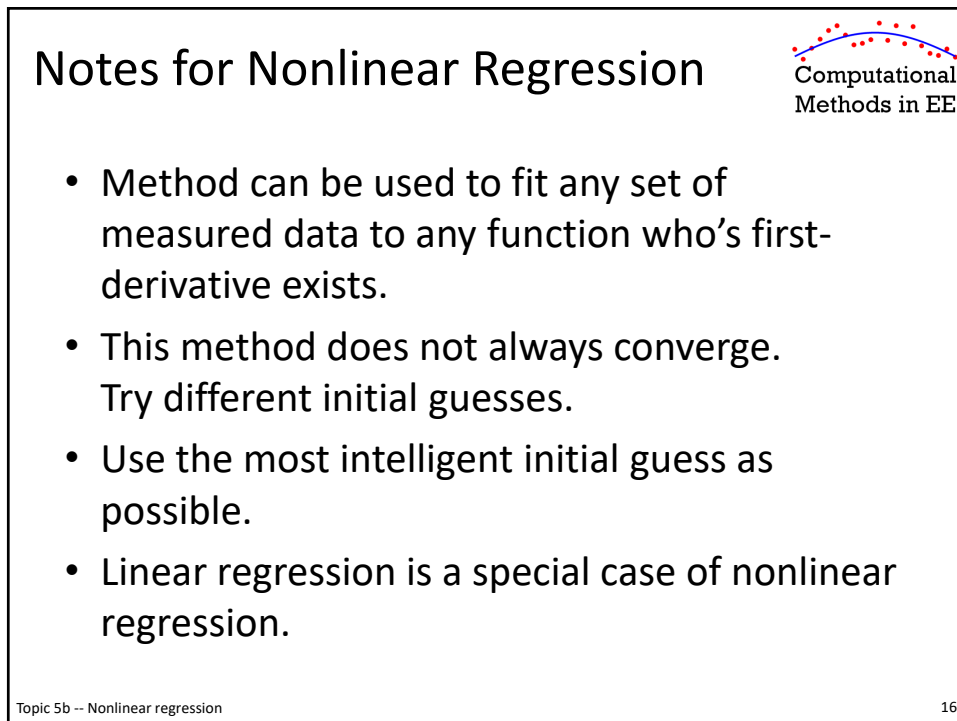 Notes for Nonlinear Regression
Computational
Methods in EE
• Method can be used to fit any set of
measured data to any function who’s first-
derivative exists.
• This method does not always converge.
Try different initial guesses.
• Use the most intelligent initial guess as
possible.
• Linear regression is a special case of nonlinear
regression.
Topic 5b -- Nonlinear regression
16